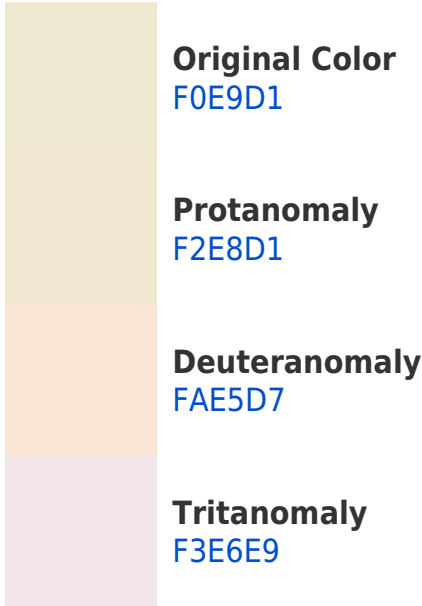 Original Color
F0E9D1
Protanomaly
F2E8D1
Deuteranomaly
FAE5D7
Tritanomaly
F3E6E9